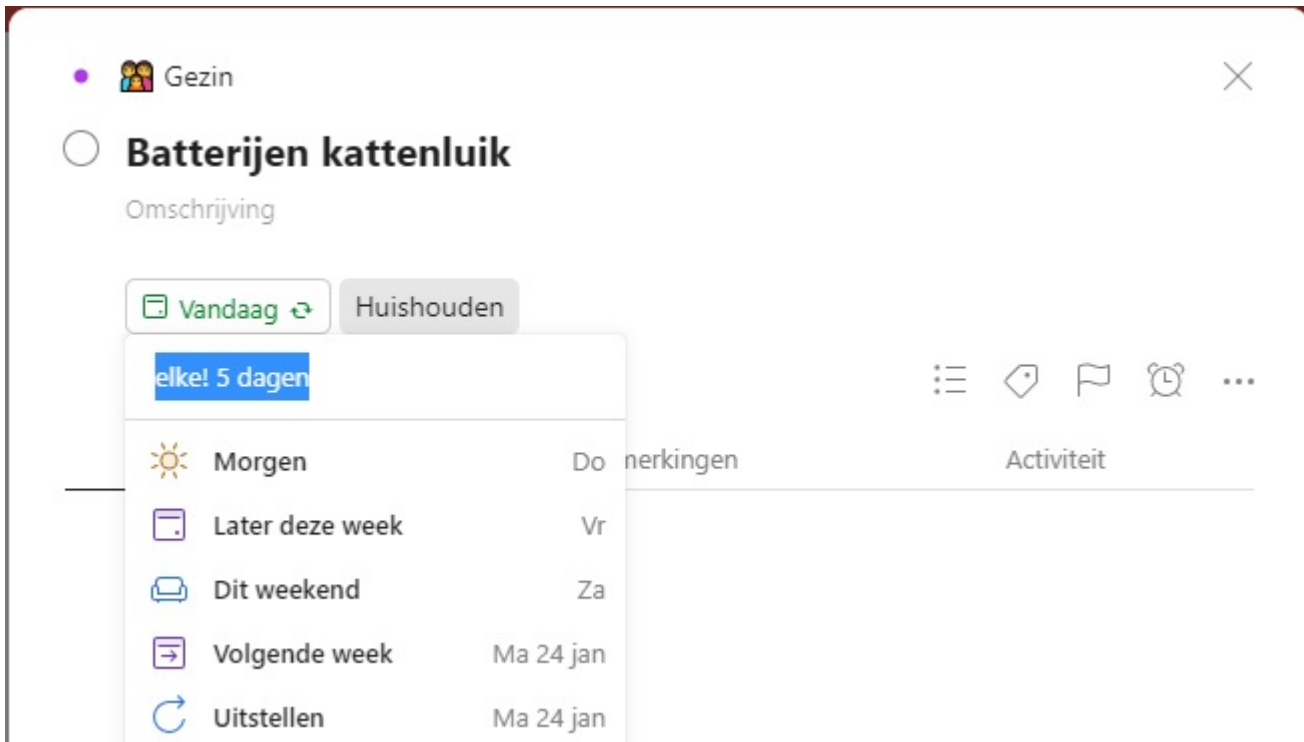 Gezin
Batterijen kattenluik
Omschrijving
Vandaag Huishouden
elke! 5 dagen
Morgen Do
merkingen Activiteit
Later deze week Vr
Dit weekend Za
Volgende week Ma 24 jan
Uitstellen Ma 24 jan